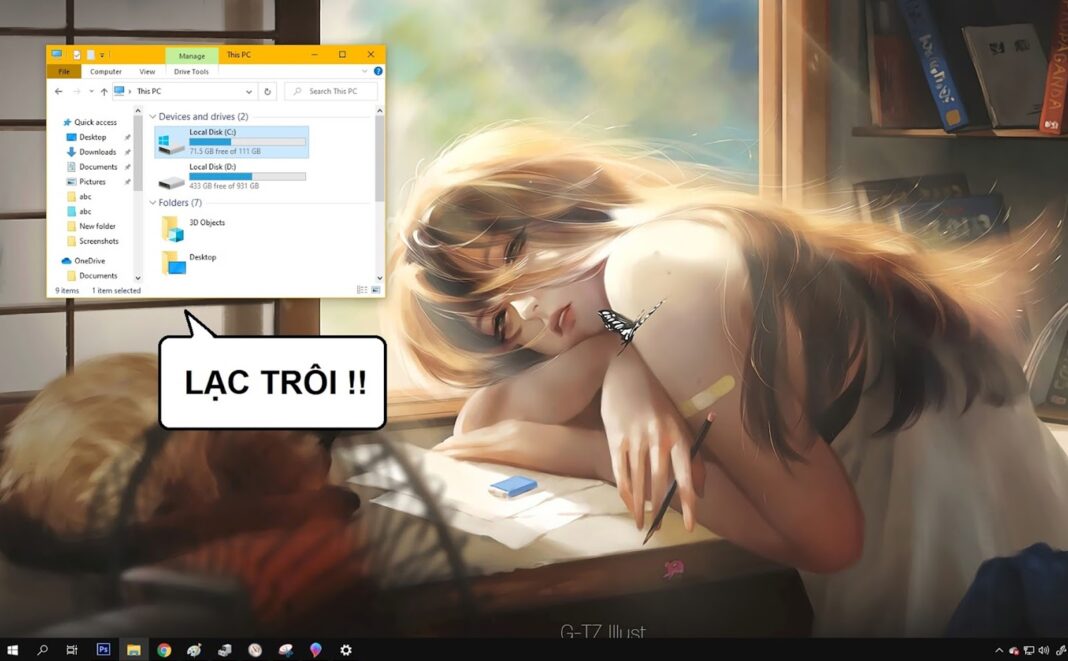 Manage
This PC
File
Computer
View
Drive Tools
This PC
Search This PC
Quick access
Desktop
Downloads
Documents
Pictures
abc
abc
New folder
Screenshots
OneDrive
Documents
Devices and drives (2)
Local Disk (C:)
71.5 GB free of 111 GB
Local Disk (D:)
433 GB free of 931 GB
Folders (7)
3D Objects
Desktop
9 items
1 item selected
LẠC TRÔI !!
PAGANDA
G-TZ Illust
Ps